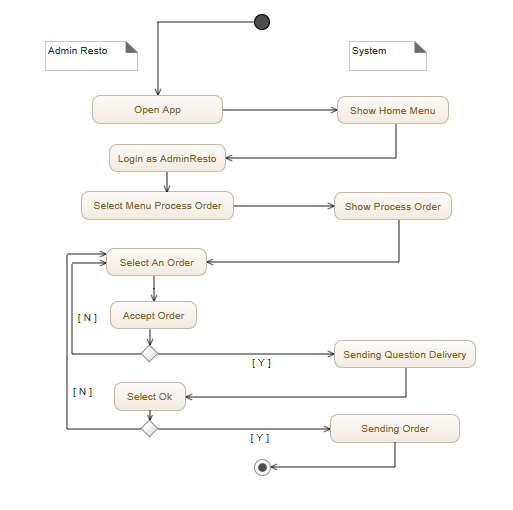 Admin Resto
System
Open App
Show Home Menu
Login as AdminResto
Select Menu Process Order
Show Process Order
Select An Order
Accept Order
[ N ]
Sending Question Delivery
[ Y ]
[ N ]
Select Ok
Sending Order
[ Y ]